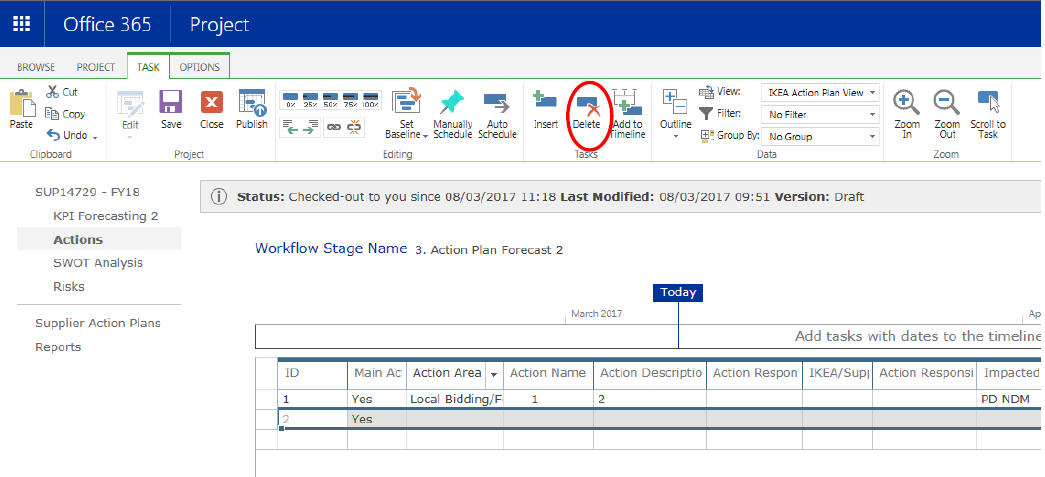 Office 365 Project
BROWSE PROJECT TASK OPTIONS
Paste Cut Copy Undo
Clipboard
Edit Save Close Publish
Project
0% 25% 50% 75% 100%
Set Baseline Manually Schedule Auto Schedule
Editing
Insert Delete Add to Timeline
Tasks
Outline
View: IKEA Action Plan View
Filter: No Filter
Group By: No Group
Data
Zoom In Zoom Out Scroll to Task
Zoom
SUP14729 - FY18
KPI Forecasting 2
Actions
SWOT Analysis
Risks
Supplier Action Plans
Reports
Status: Checked-out to you since 08/03/2017 11:18 Last Modified: 08/03/2017 09:51 Version: Draft
Workflow Stage Name 3. Action Plan Forecast 2
Today
March 2017 Ap
Add tasks with dates to the timeline
ID Main Ac Action Area Action Name Action Descriptio Action Respon IKEA/Supp Action Responsi Impacted
1 Yes Local Bidding/F 1 2 PD NDM
2 Yes